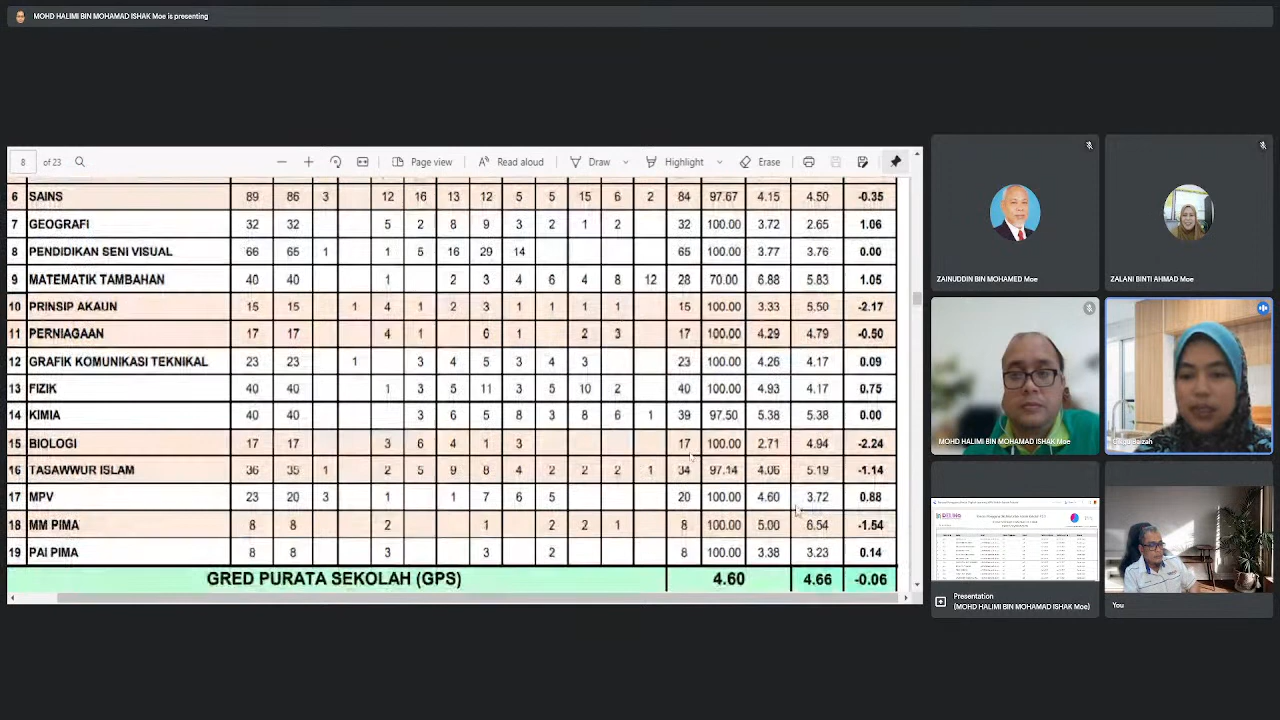 MOHD HALIMI BIN MOHAMAD ISHAK Moe is presenting
8 of 23 Page view Read aloud Draw Highlight Erase
6 SAINS 89 86 3 12 16 13 12 5 5 15 6 2 84 97.67 4.15 4.50 -0.35
7 GEOGRAFI 32 32 5 2 8 9 3 2 1 2 32 100.00 3.72 2.65 1.06
8 PENDIDIKAN SENI VISUAL 66 65 1 1 5 16 29 14 65 100.00 3.77 3.76 0.00
9 MATEMATIK TAMBAHAN 40 40 1 2 3 4 6 4 8 12 28 70.00 6.88 5.83 1.05
10 PRINSIP AKAUN 15 15 1 4 1 2 3 1 1 1 1 15 100.00 3.33 5.50 -2.17
11 PERNIAGAAN 17 17 4 1 6 1 2 3 17 100.00 4.29 4.79 -0.50
12 GRAFIK KOMUNIKASI TEKNIKAL 23 23 1 3 4 5 3 4 3 23 100.00 4.26 4.17 0.09
13 FIZIK 40 40 1 3 5 11 3 5 10 2 40 100.00 4.93 4.17 0.75
14 KIMIA 40 40 3 6 5 8 3 8 6 1 39 97.50 5.38 5.38 0.00
15 BIOLOGI 17 17 3 6 4 1 3 17 100.00 2.71 4.94 -2.24
16 TASAWWUR ISLAM 36 35 1 2 5 9 8 4 2 2 2 1 34 97.14 4.06 5.19 -1.14
17 MPV 23 20 3 1 1 7 6 5 20 100.00 4.60 3.72 0.88
18 MM PIMA 8 8 2 1 2 2 1 8 100.00 5.00 6.54 -1.54
19 PAI PIMA 8 8 3 3 2 8 100.00 3.38 3.23 0.14
GRED PURATA SEKOLAH (GPS) 4.60 4.66 -0.06
ZAINUDDIN BIN MOHAMED Moe
ZALANI BINTI AHMAD Moe
MOHD HALIMI BIN MOHAMAD ISHAK Moe
Presentation
(MOHD HALIMI BIN MOHAMAD ISHAK Moe)
You